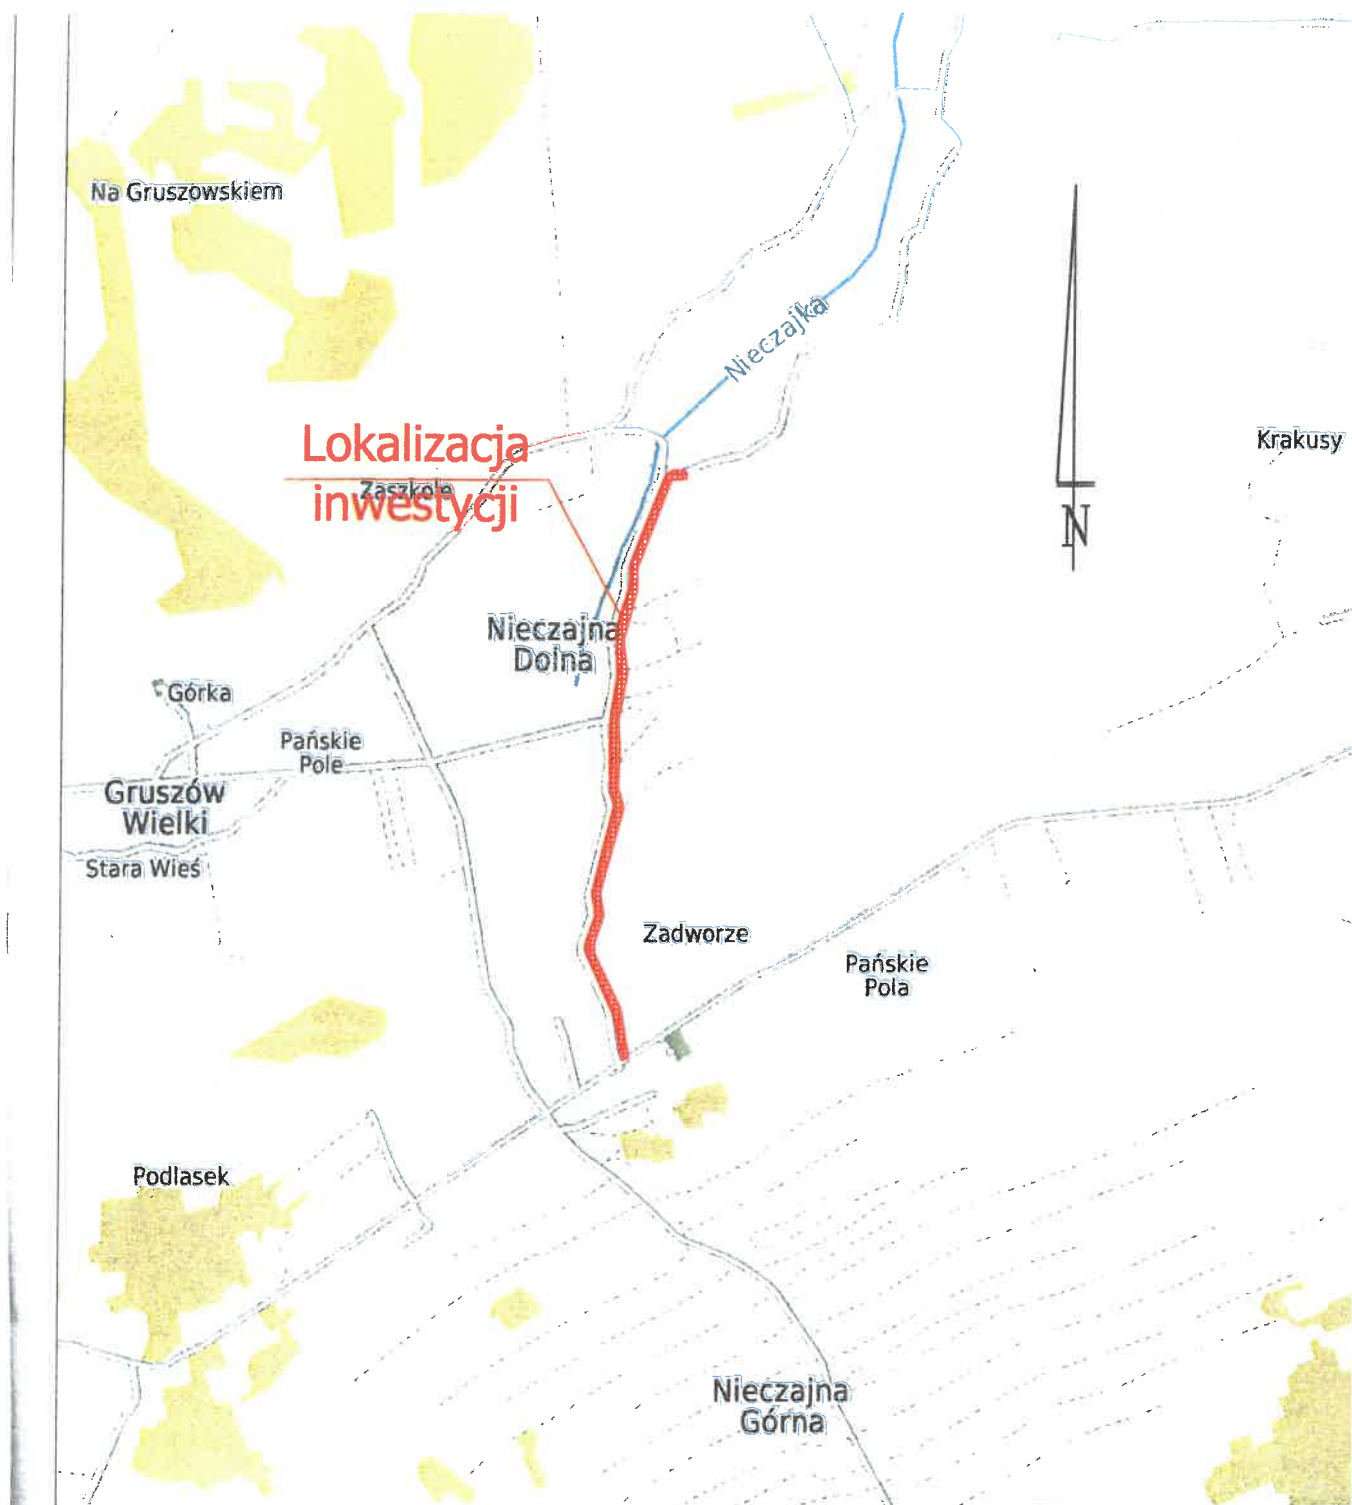 Na Gruszowskiem
Nieczajka
Lokalizacja
Zaszkole
inwestycji
Krakusy
N
Nieczajna
Dolna
Górka
Pańskie
Pole
Gruszów
Wielki
Stara Wieś
Zadworze
Pańskie
Pola
Podlasek
Nieczajna
Górna